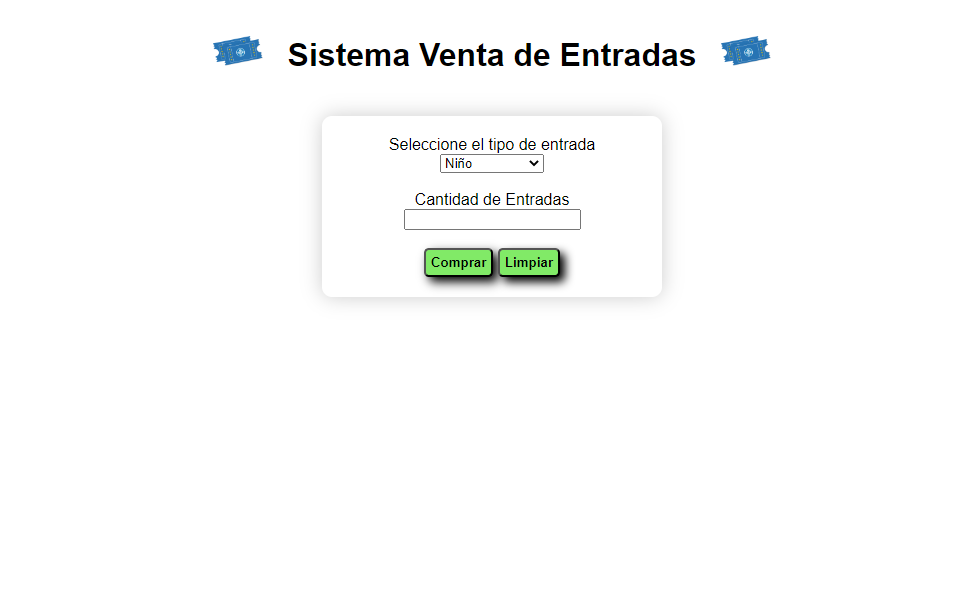 Sistema Venta de Entradas
Seleccione el tipo de entrada
Niño
Cantidad de Entradas
Comprar Limpiar